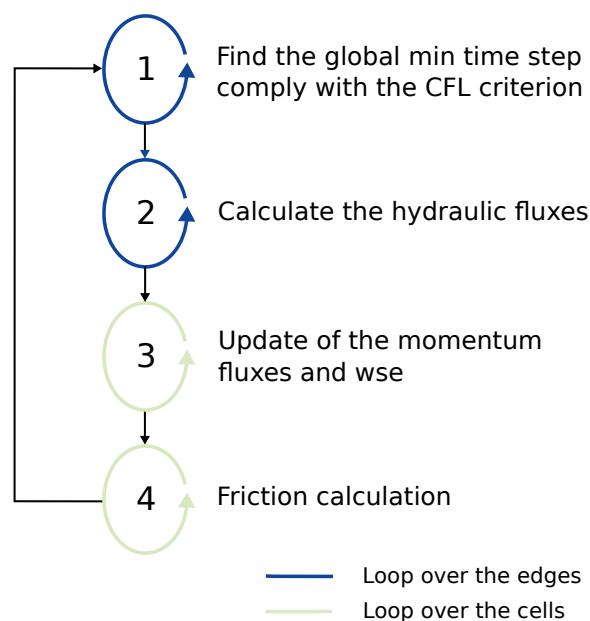 1
Find the global min time step
comply with the CFL criterion
2
Calculate the hydraulic fluxes
3
Update of the momentum
fluxes and wse
4
Friction calculation
Loop over the edges
Loop over the cells